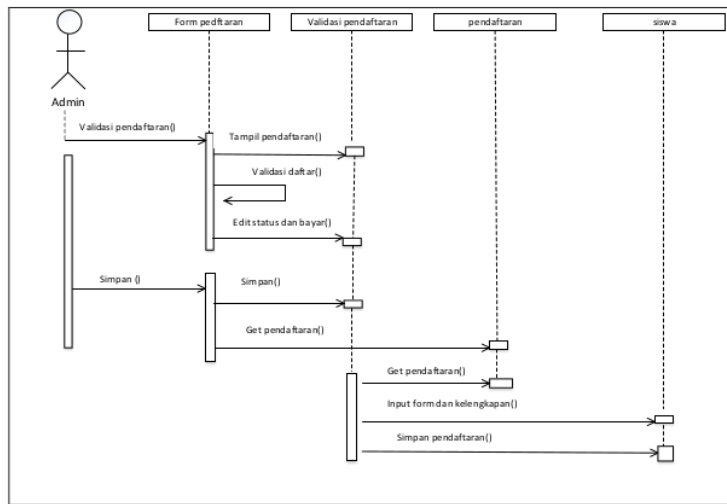 Form pedftaran
Validasi pendaftaran
pendaftaran
siswa
Admin
Validasi pendaftaran()
Tampil pendaftaran()
Validasi daftar()
Edit status dan bayar()
Simpan ()
Simpan()
Get pendaftaran()
Get pendaftaran()
Input form dan kelengkapan()
Simpan pendaftaran()